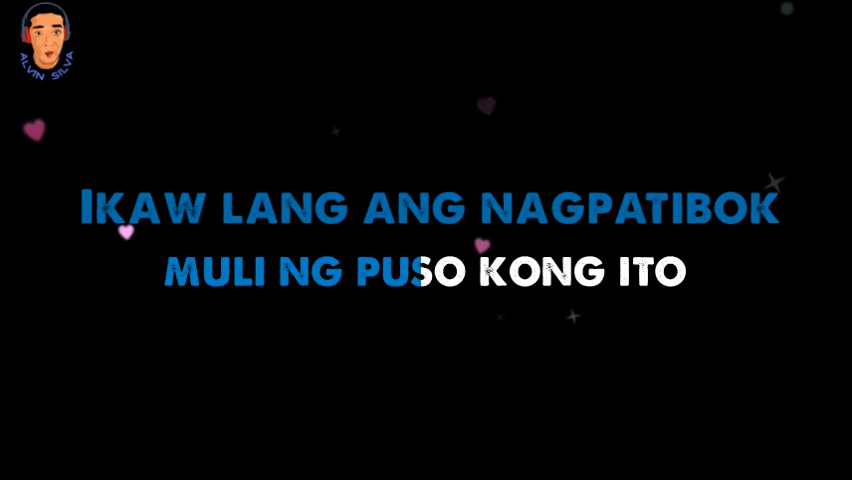 ALVIN SILVA
Ikaw lang ang nagpatibok
muli ng puso kong ito